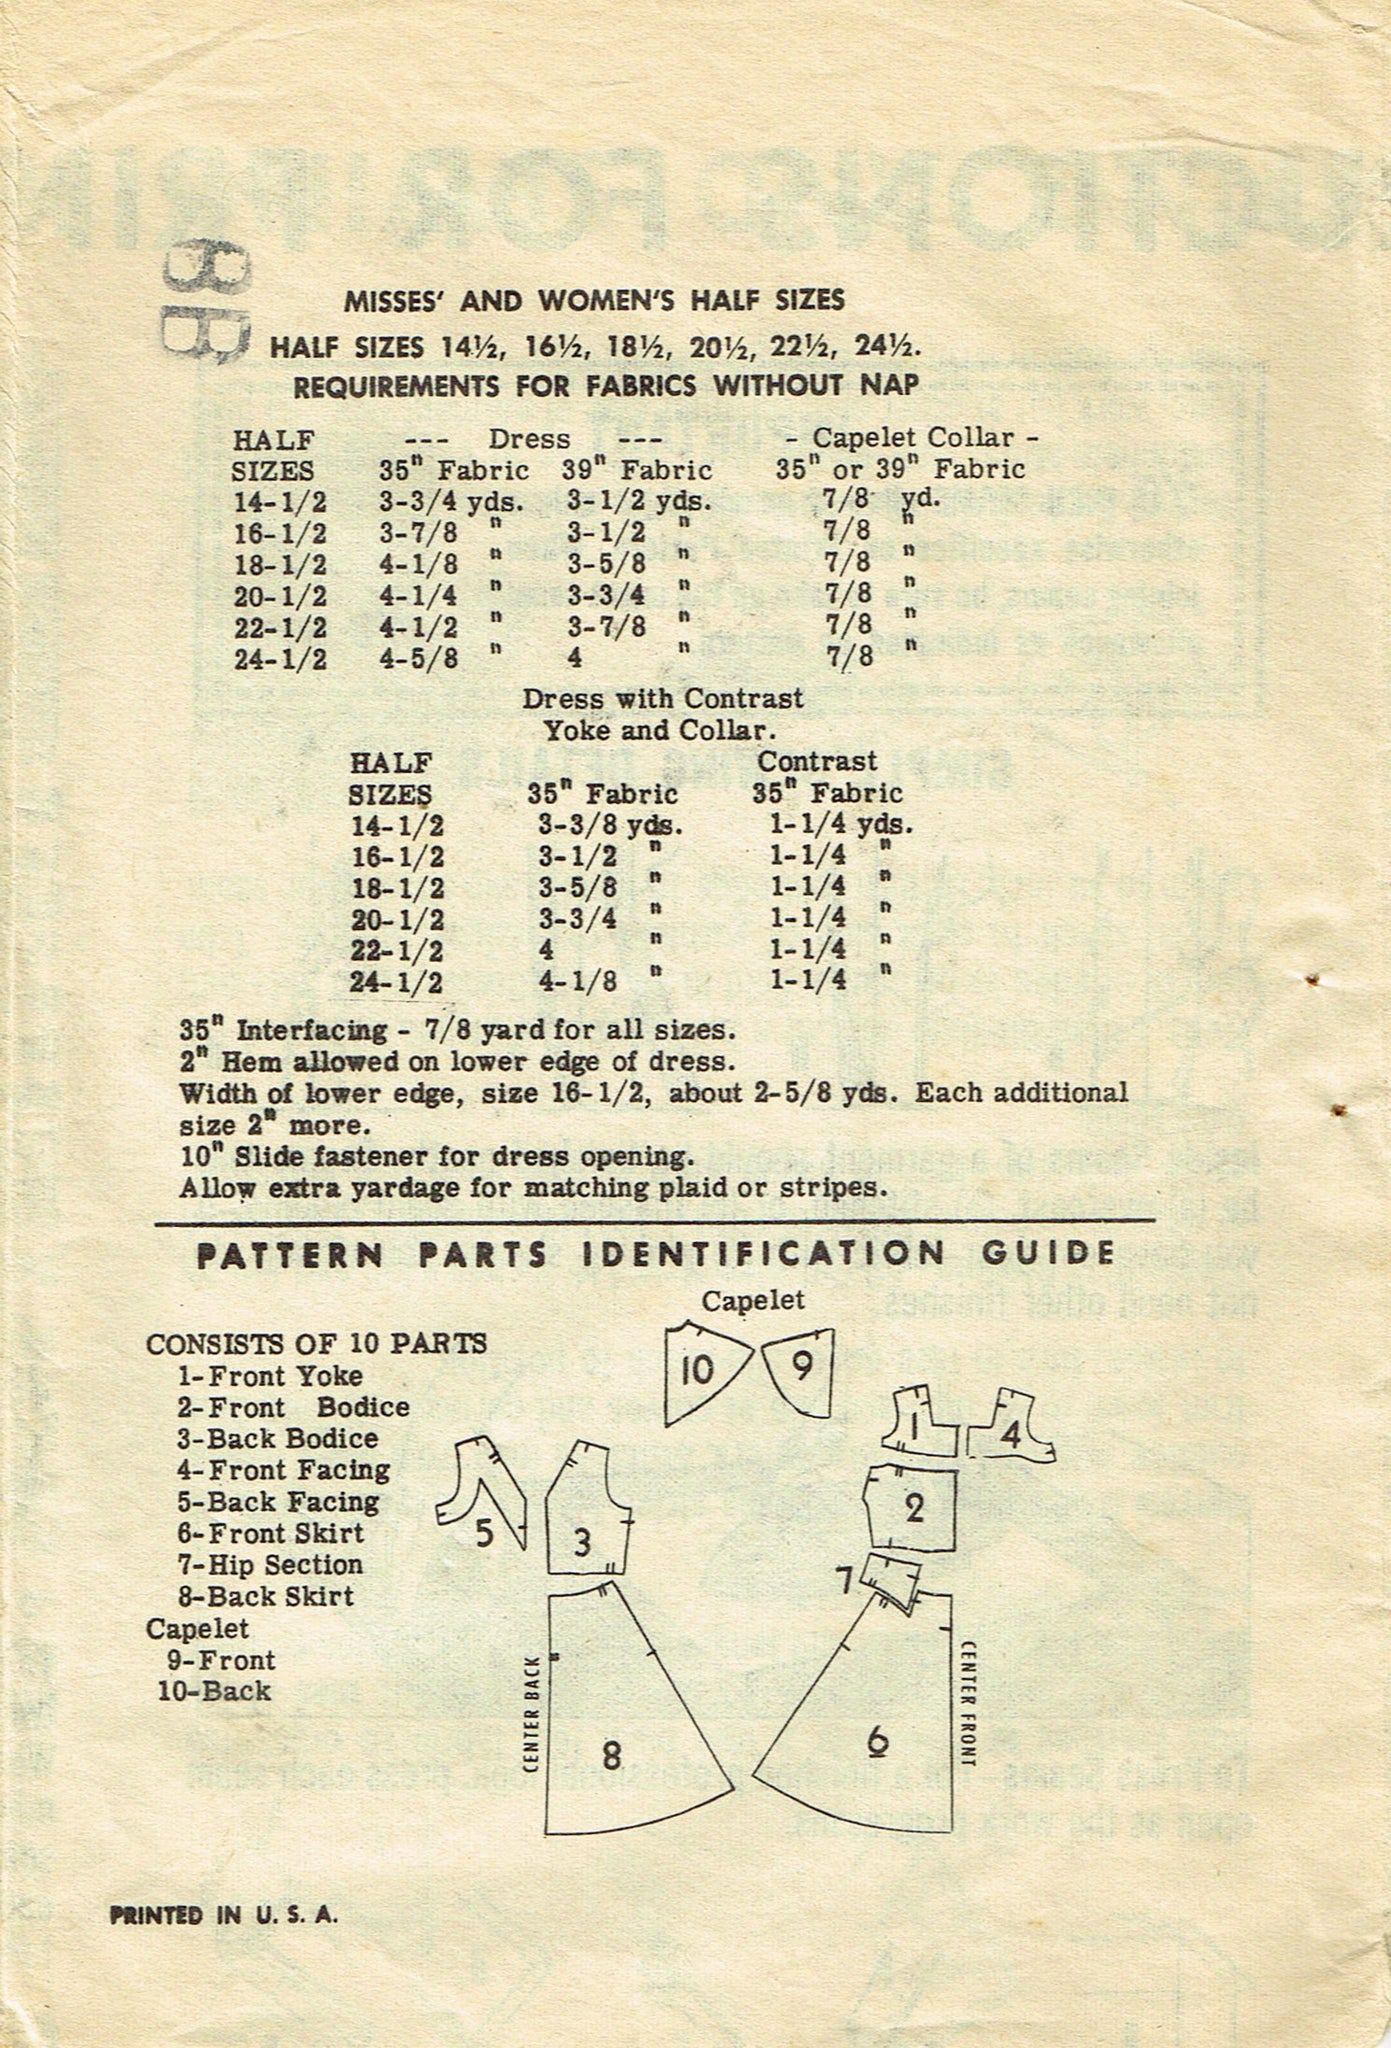 MISSES' AND WOMEN'S HALF SIZES
HALF SIZES 14½, 16½, 18½, 20½, 22½, 24½.
REQUIREMENTS FOR FABRICS WITHOUT NAP
HALF --- Dress --- - Capelet Collar -
SIZES 35" Fabric 39" Fabric 35" or 39" Fabric
14-1/2 3-3/4 yds. 3-1/2 yds. 7/8 yd.
16-1/2 3-7/8 " 3-1/2 " 7/8 "
18-1/2 4-1/8 " 3-5/8 " 7/8 "
20-1/2 4-1/4 " 3-3/4 " 7/8 "
22-1/2 4-1/2 " 3-7/8 " 7/8 "
24-1/2 4-5/8 " 4 " 7/8 "
Dress with Contrast
Yoke and Collar.
HALF Contrast
SIZES 35" Fabric 35" Fabric
14-1/2 3-3/8 yds. 1-1/4 yds.
16-1/2 3-1/2 " 1-1/4 "
18-1/2 3-5/8 " 1-1/4 "
20-1/2 3-3/4 " 1-1/4 "
22-1/2 4 " 1-1/4 "
24-1/2 4-1/8 " 1-1/4 "
35" Interfacing - 7/8 yard for all sizes.
2" Hem allowed on lower edge of dress.
Width of lower edge, size 16-1/2, about 2-5/8 yds. Each additional
size 2" more.
10" Slide fastener for dress opening.
Allow extra yardage for matching plaid or stripes.
PATTERN PARTS IDENTIFICATION GUIDE
CONSISTS OF 10 PARTS
1-Front Yoke
2-Front Bodice
3-Back Bodice
4-Front Facing
5-Back Facing
6-Front Skirt
7-Hip Section
8-Back Skirt
Capelet
9-Front
10-Back
Capelet
10 9
1 4
5 3 2
7
CENTER BACK
8
6
CENTER FRONT
PRINTED IN U. S. A.